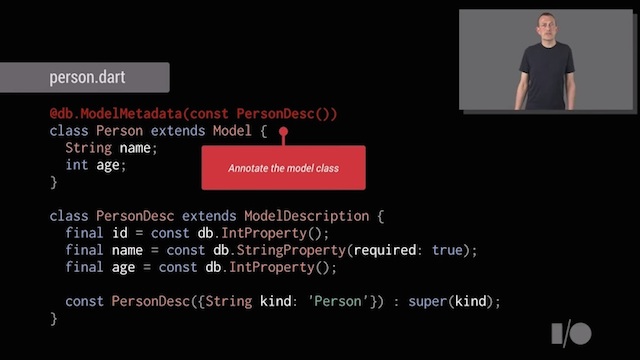 person.dart
@db.ModelMetadata(const PersonDesc())
class Person extends Model {
String name;
int age;
}
Annotate the model class
class PersonDesc extends ModelDescription {
final id = const db.IntProperty();
final name = const db.StringProperty(required: true);
final age = const db.IntProperty();
const PersonDesc({String kind: 'Person'}) : super(kind);
}
I/O